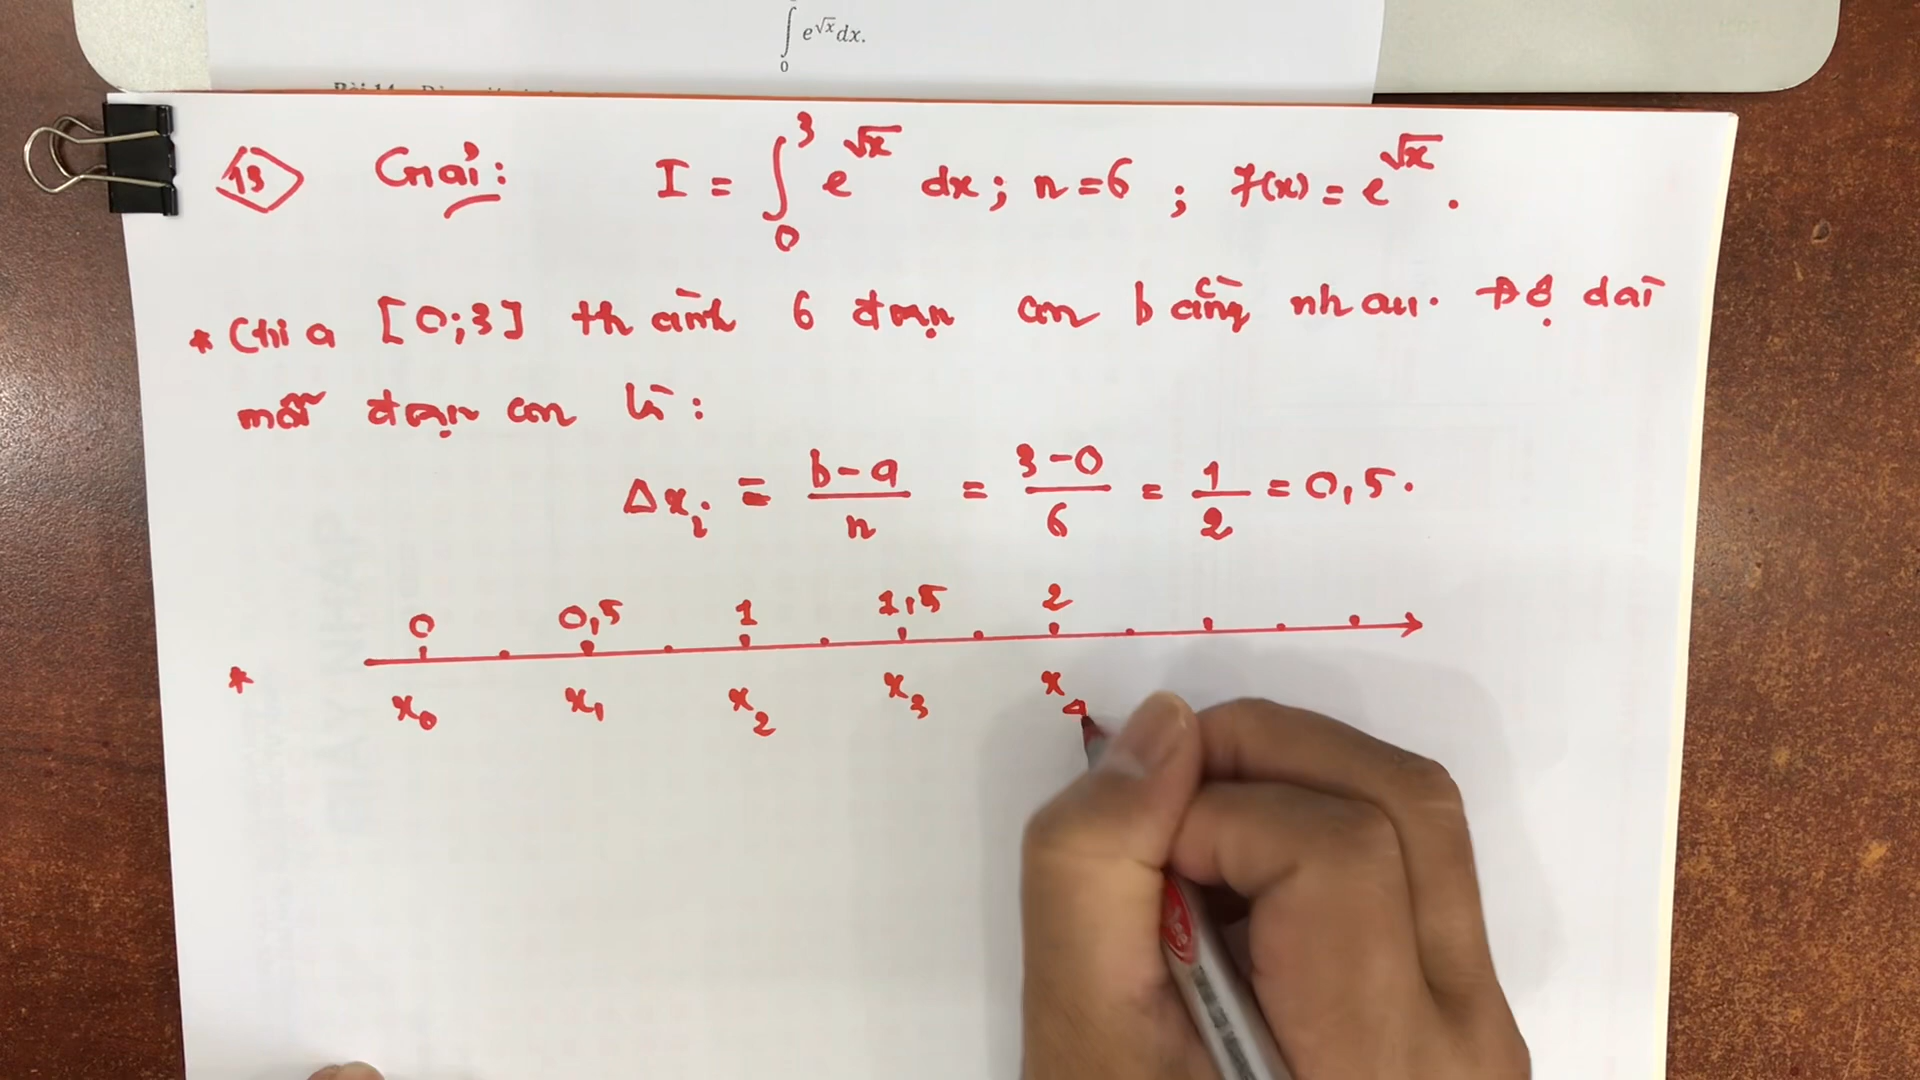 ∫₀ e^√x dx.
13 Giải: I = ∫₀³ e^√x dx; n=6; f(x) = e^√x.
* Chia [0;3] thành 6 đoạn con bằng nhau. Độ dài
mỗi đoạn con là:
Δxᵢ = (b-a)/n = (3-0)/6 = 1/2 = 0,5.
0 0,5 1 1,5 2
*
x₀ x₁ x₂ x₃ x₄